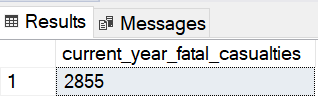 Results Messages
current_year_fatal_casualties
1 2855